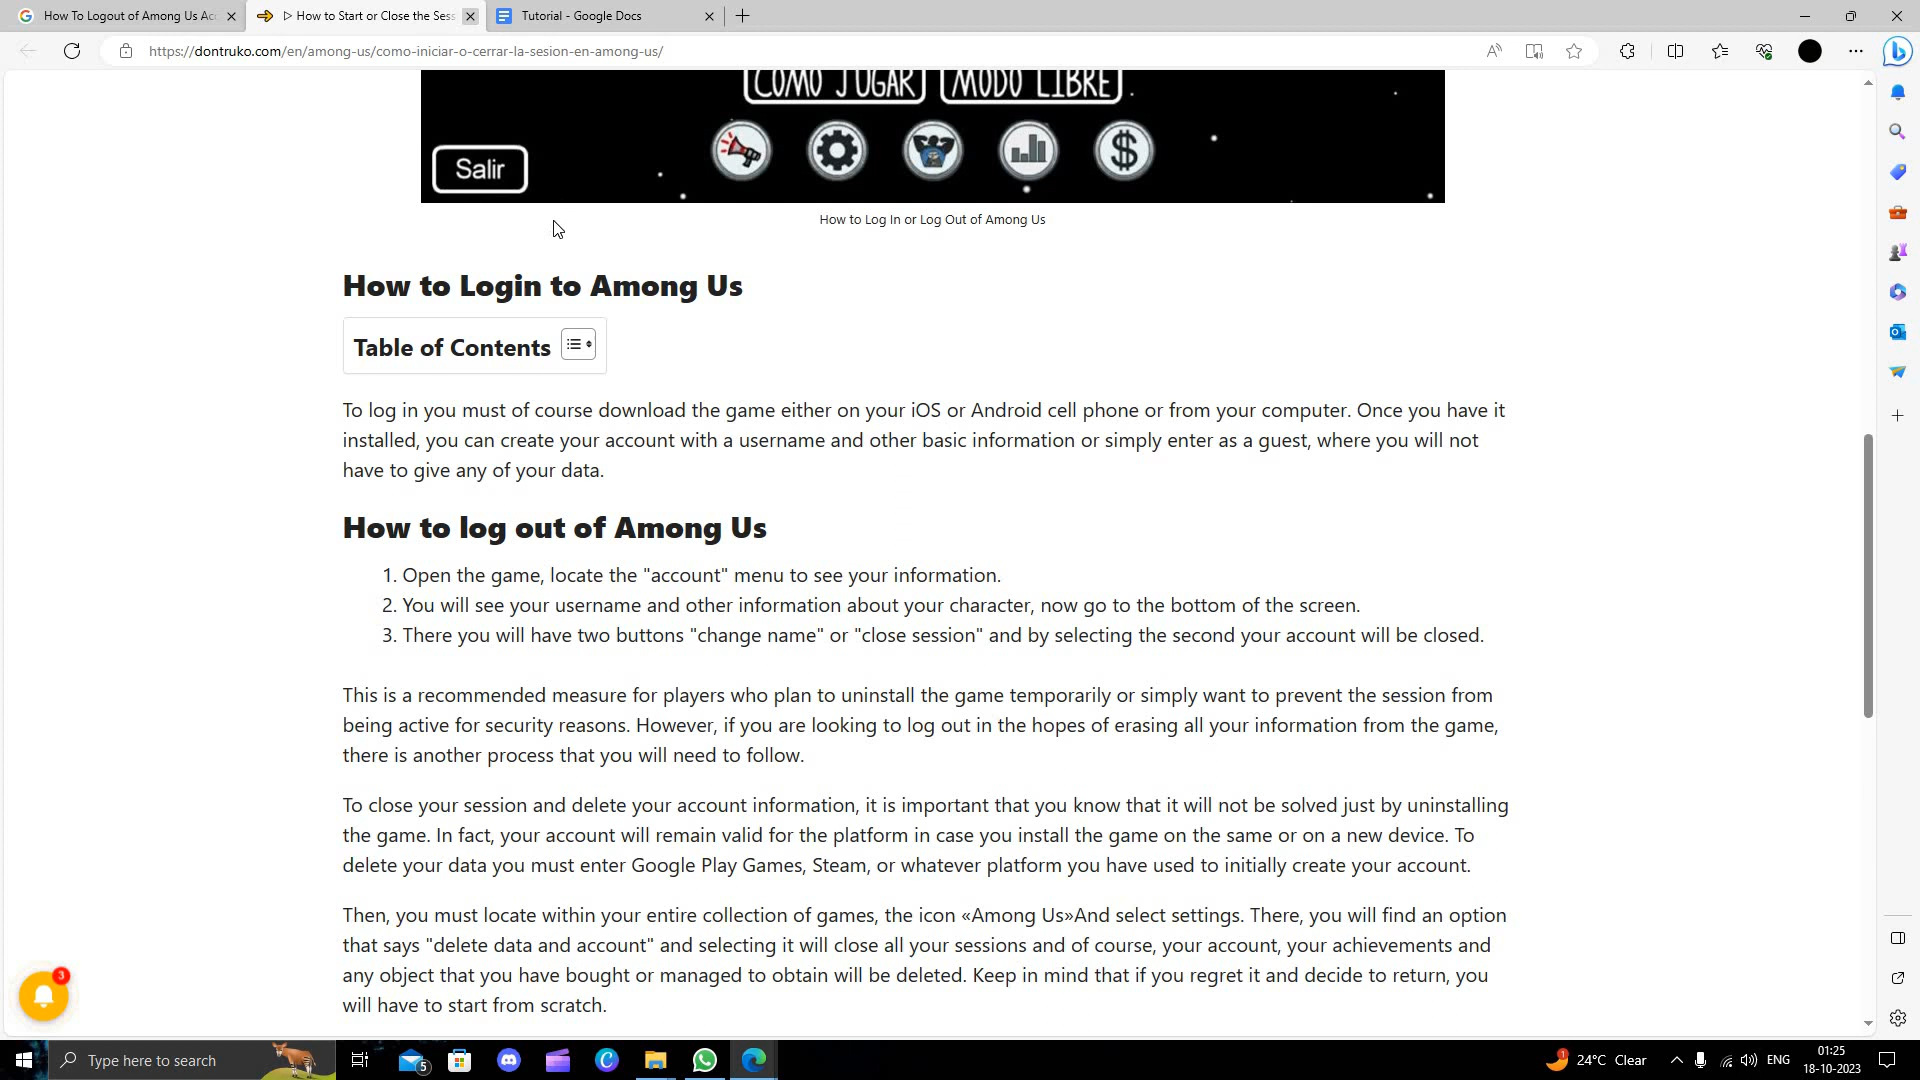 How To Logout of Among Us Acc
▷ How to Start or Close the Sess
Tutorial - Google Docs
https://dontruko.com/en/among-us/como-iniciar-o-cerrar-la-sesion-en-among-us/
CÓMO JUGAR
MODO LIBRE
Salir
How to Log In or Log Out of Among Us
How to Login to Among Us
Table of Contents
To log in you must of course download the game either on your iOS or Android cell phone or from your computer. Once you have it
installed, you can create your account with a username and other basic information or simply enter as a guest, where you will not
have to give any of your data.
How to log out of Among Us
1. Open the game, locate the "account" menu to see your information.
2. You will see your username and other information about your character, now go to the bottom of the screen.
3. There you will have two buttons "change name" or "close session" and by selecting the second your account will be closed.
This is a recommended measure for players who plan to uninstall the game temporarily or simply want to prevent the session from
being active for security reasons. However, if you are looking to log out in the hopes of erasing all your information from the game,
there is another process that you will need to follow.
To close your session and delete your account information, it is important that you know that it will not be solved just by uninstalling
the game. In fact, your account will remain valid for the platform in case you install the game on the same or on a new device. To
delete your data you must enter Google Play Games, Steam, or whatever platform you have used to initially create your account.
Then, you must locate within your entire collection of games, the icon «Among Us»And select settings. There, you will find an option
that says "delete data and account" and selecting it will close all your sessions and of course, your account, your achievements and
any object that you have bought or managed to obtain will be deleted. Keep in mind that if you regret it and decide to return, you
will have to start from scratch.
3
Type here to search
5
1
24°C Clear
ENG
01:25
18-10-2023